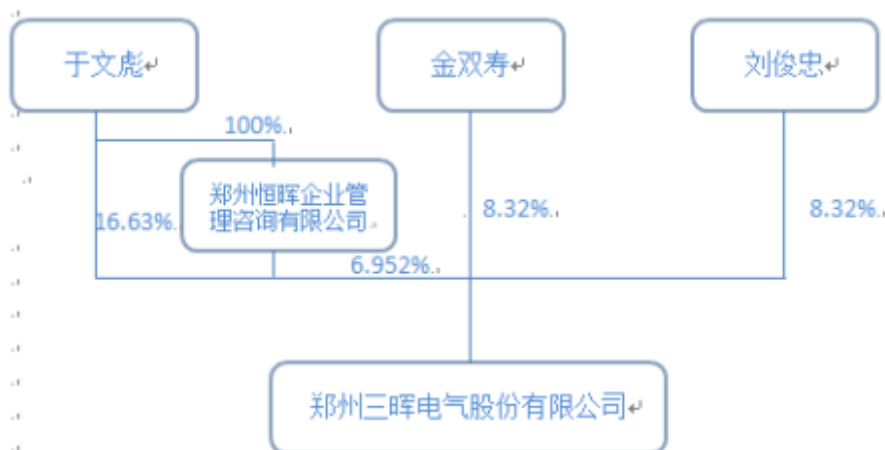 于文彪
金双寿
刘俊忠
100%
郑州恒晖企业管
理咨询有限公司
16.63%
8.32%
8.32%
6.952%
郑州三晖电气股份有限公司